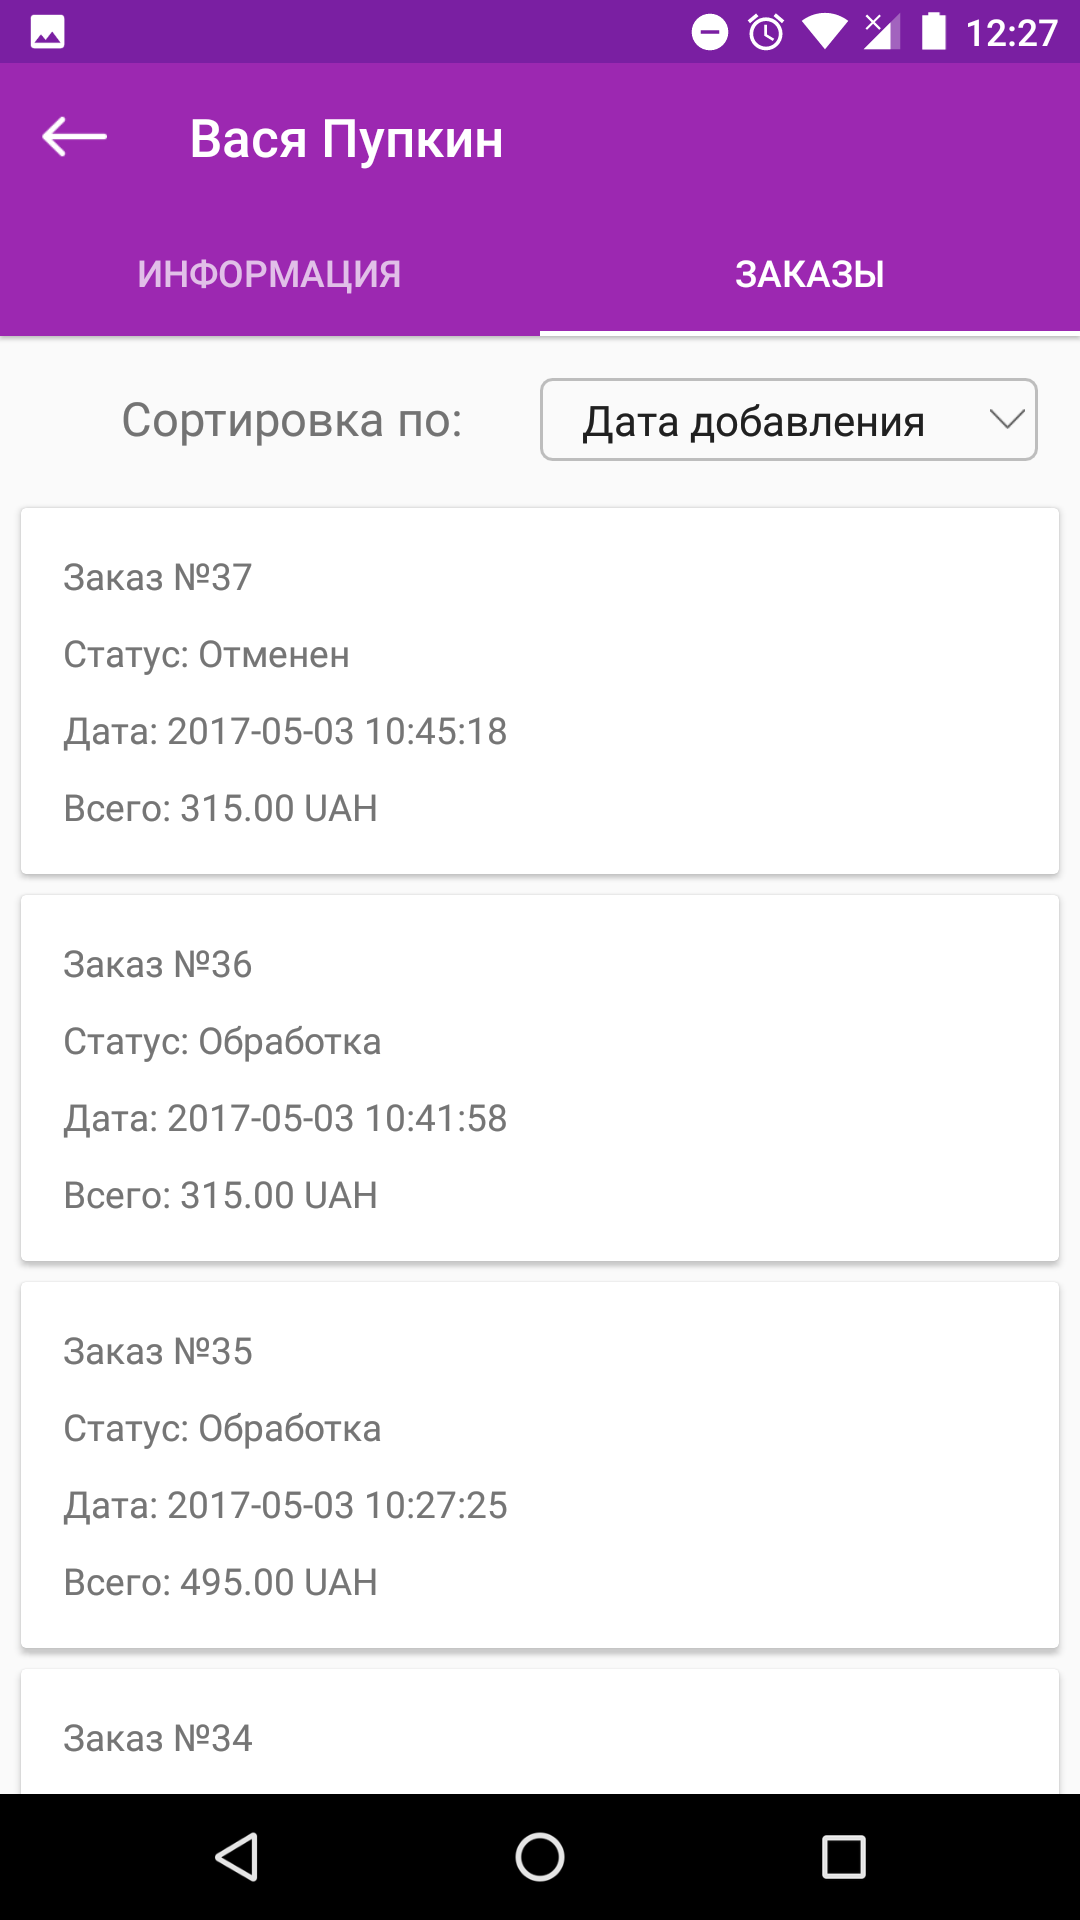 12:27
Вася Пупкин
ИНФОРМАЦИЯ ЗАКАЗЫ
Сортировка по: Дата добавления
Заказ №37
Статус: Отменен
Дата: 2017-05-03 10:45:18
Всего: 315.00 UAH
Заказ №36
Статус: Обработка
Дата: 2017-05-03 10:41:58
Всего: 315.00 UAH
Заказ №35
Статус: Обработка
Дата: 2017-05-03 10:27:25
Всего: 495.00 UAH
Заказ №34